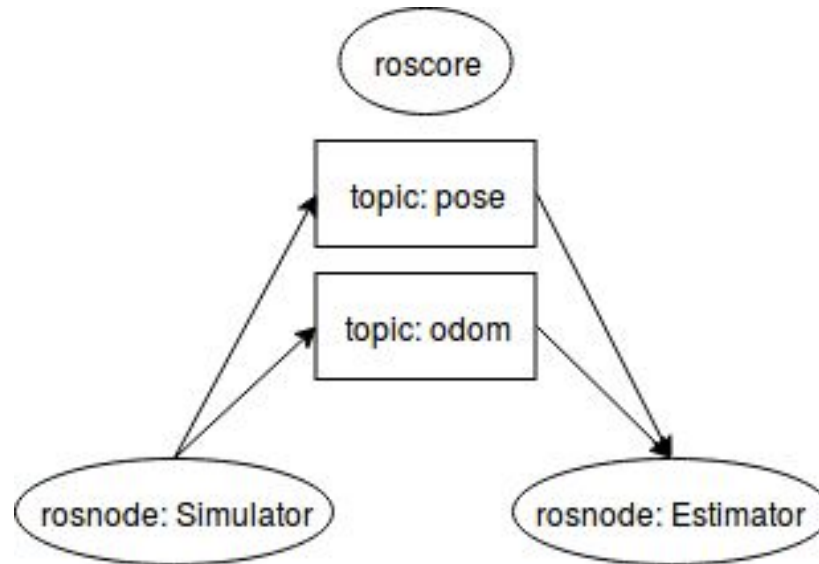 roscore
topic: pose
topic: odom
rosnode: Simulator
rosnode: Estimator